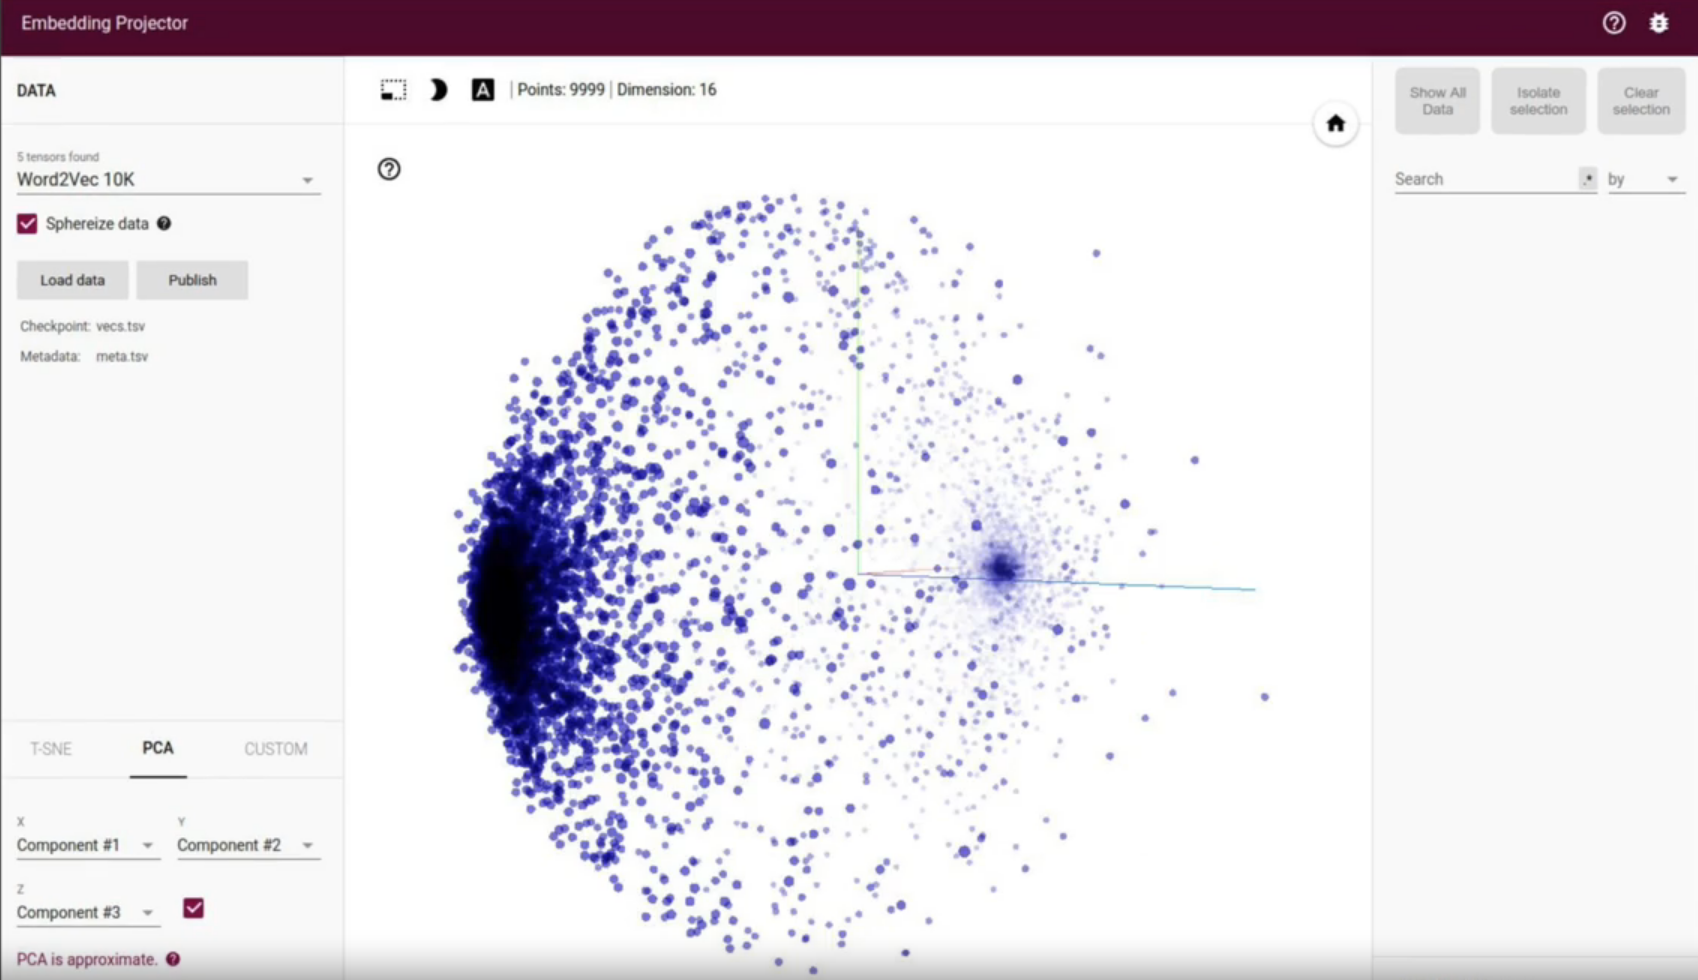 Embedding Projector
DATA
5 tensors found
Word2Vec 10K
Sphereize data
Load data
Publish
Checkpoint: vecs.tsv
Metadata: meta.tsv
T-SNE
PCA
CUSTOM
X
Component #1
Y
Component #2
Z
Component #3
PCA is approximate.
A
Points: 9999 | Dimension: 16
Show All
Data
Isolate
selection
Clear
selection
Search
.*
by